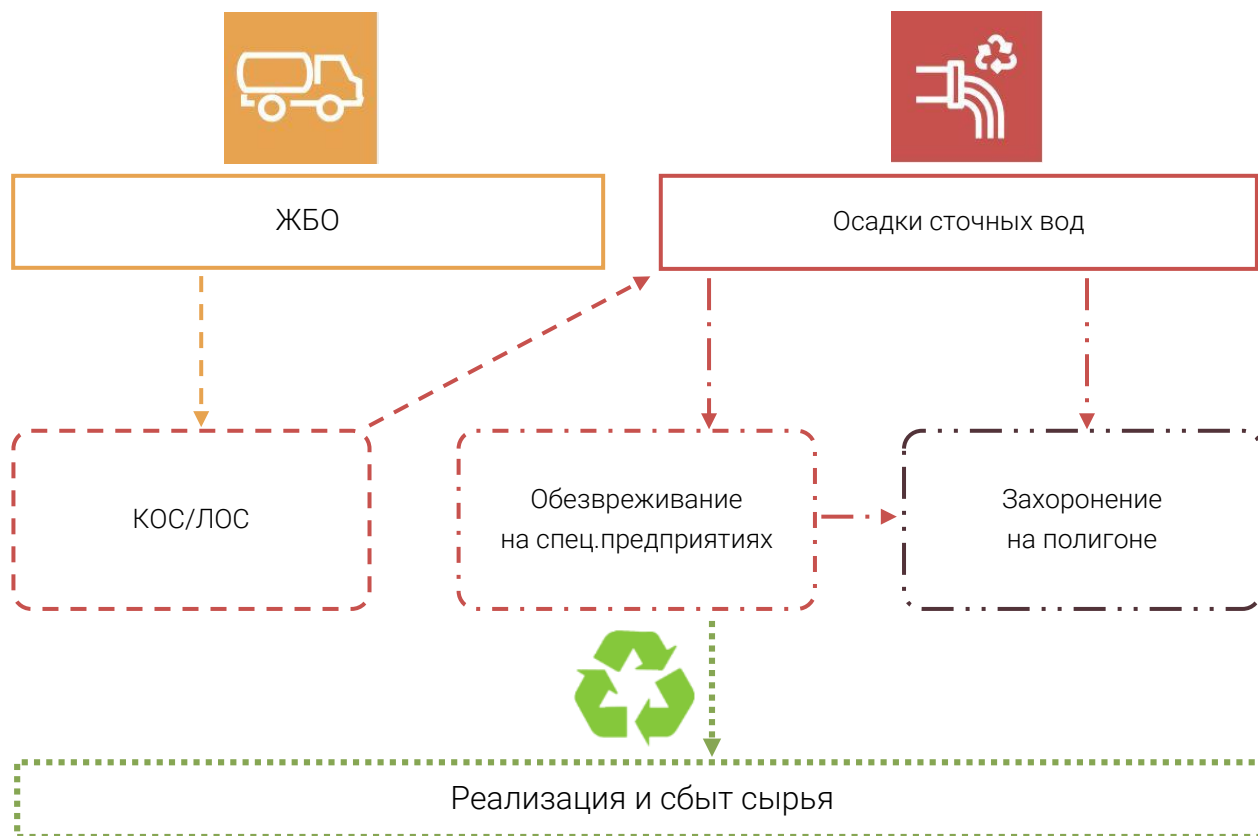 ЖБО
Осадки сточных вод
КОС/ЛОС
Обезвреживание
на спец.предприятиях
Захоронение
на полигоне
Реализация и сбыт сырья